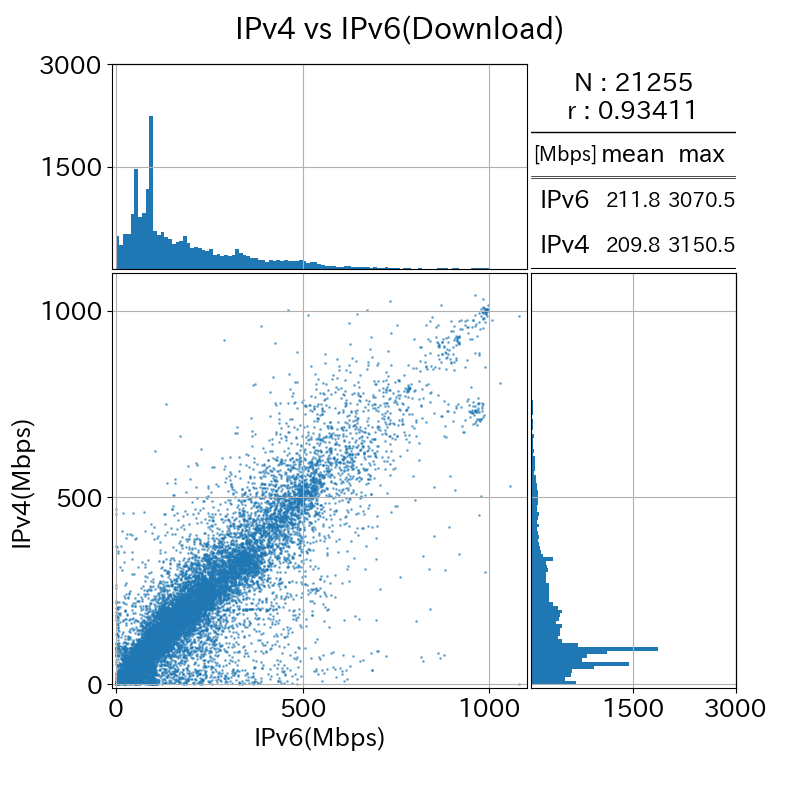 IPv4 vs IPv6(Download)
3000
1500
N : 21255
r : 0.93411
[Mbps] mean max
IPv6 211.8 3070.5
IPv4 209.8 3150.5
1000
500
0
IPv4(Mbps)
0 500 1000 1500 3000
IPv6(Mbps)